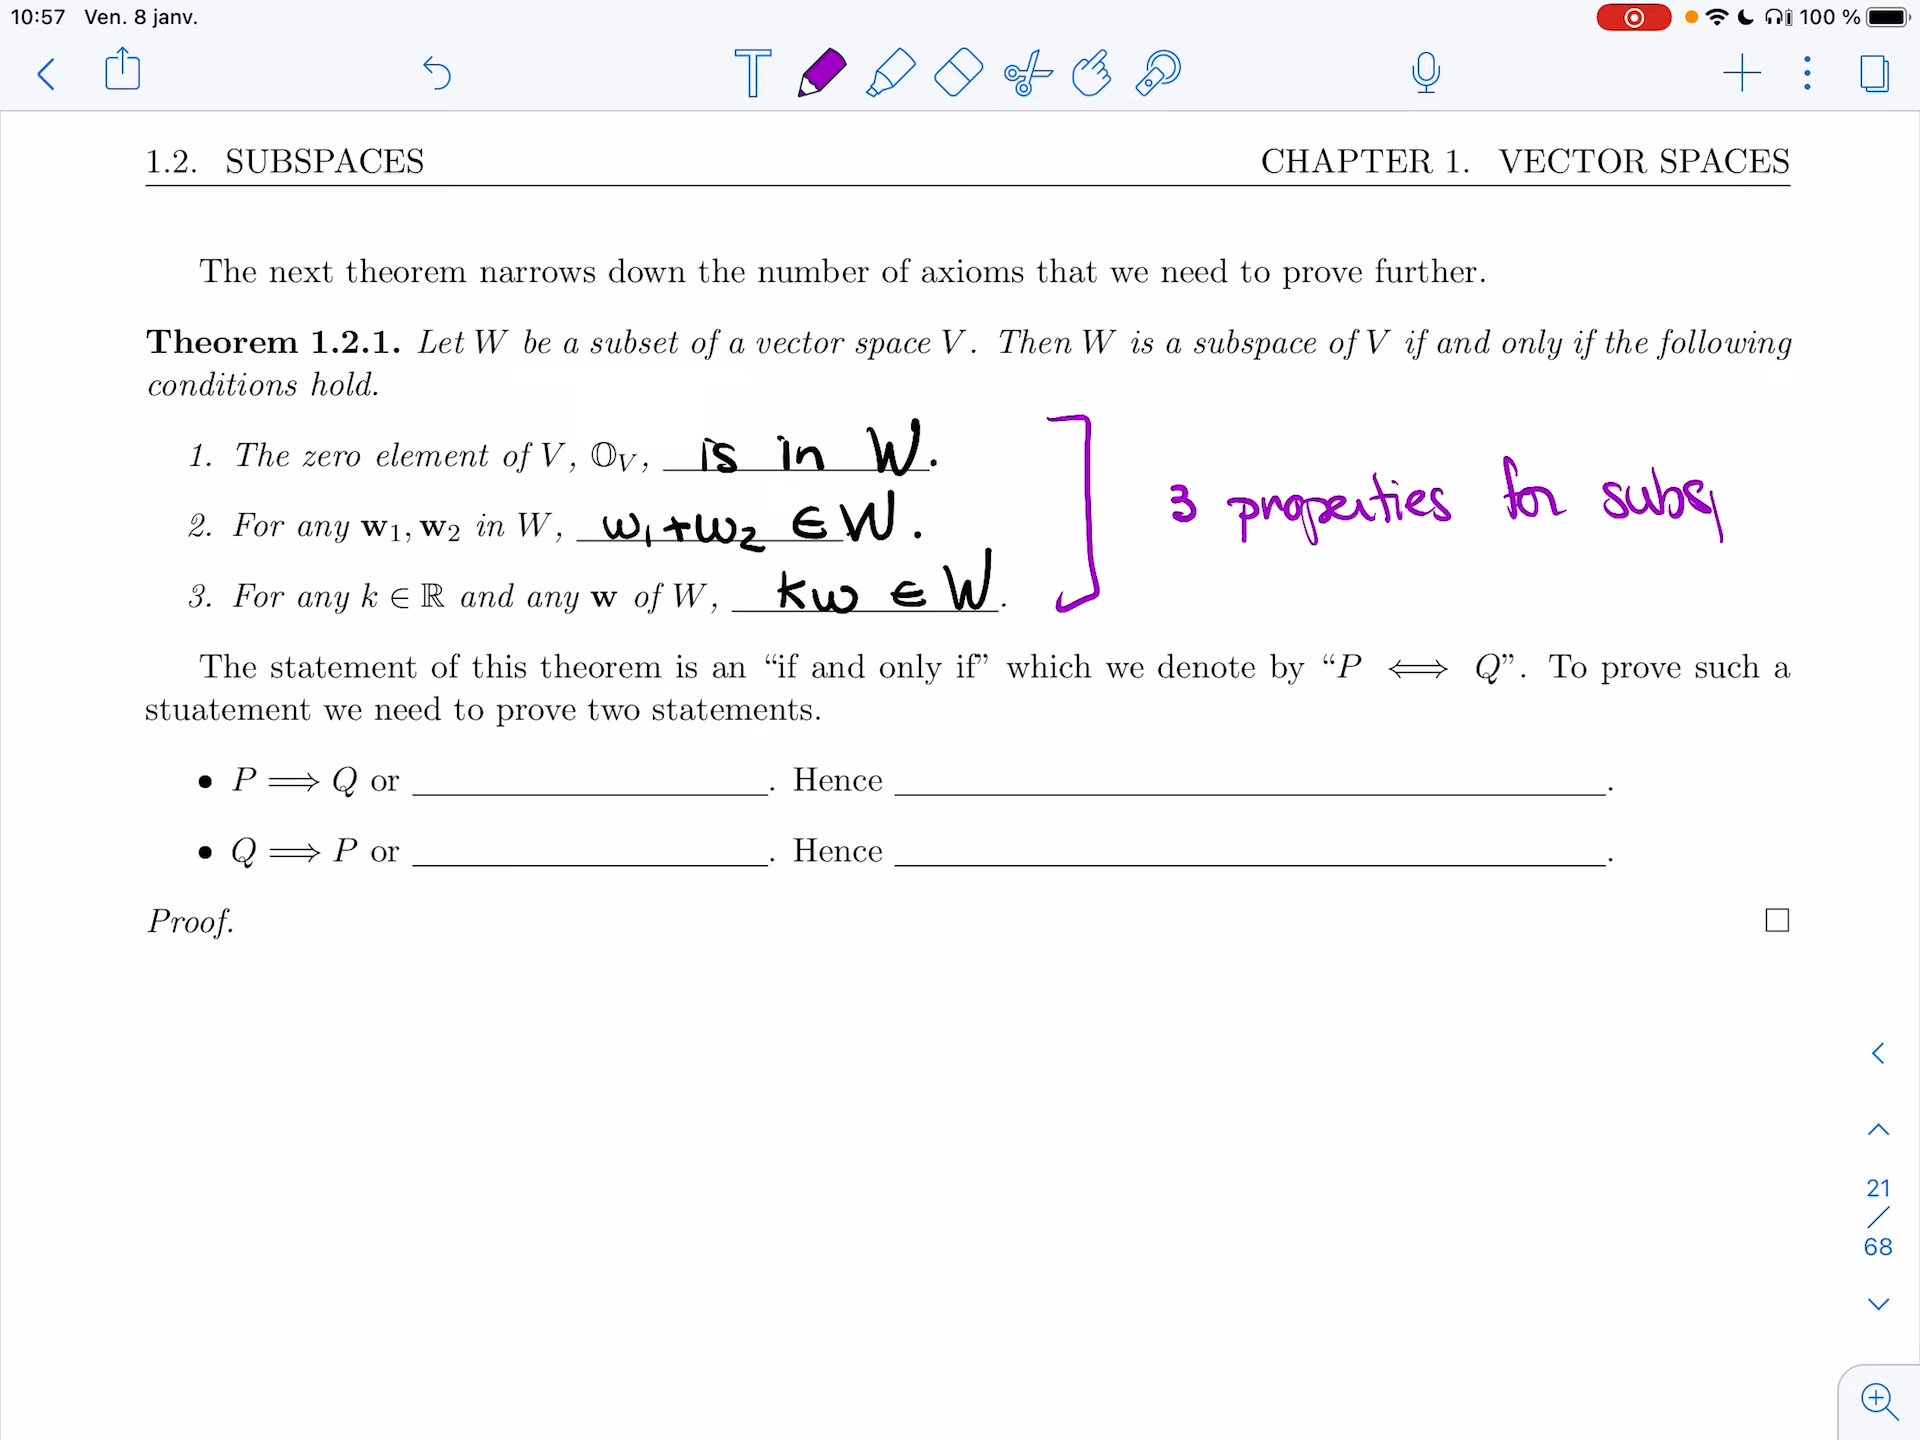 10:57 Ven. 8 janv. 100 %
T
1.2. SUBSPACES CHAPTER 1. VECTOR SPACES
The next theorem narrows down the number of axioms that we need to prove further.
Theorem 1.2.1. Let W be a subset of a vector space V. Then W is a subspace of V if and only if the following
conditions hold.
1. The zero element of V, 𝕆V, is in W.
2. For any w1, w2 in W, w1+w2 ∈ W.
3. For any k ∈ ℝ and any w of W, kw ∈ W.
3 properties for subs
The statement of this theorem is an “if and only if” which we denote by “P ⟺ Q”. To prove such a
stuatement we need to prove two statements.
• P ⟹ Q or ____________. Hence ____________.
• Q ⟹ P or ____________. Hence ____________.
Proof. □
21
/
68